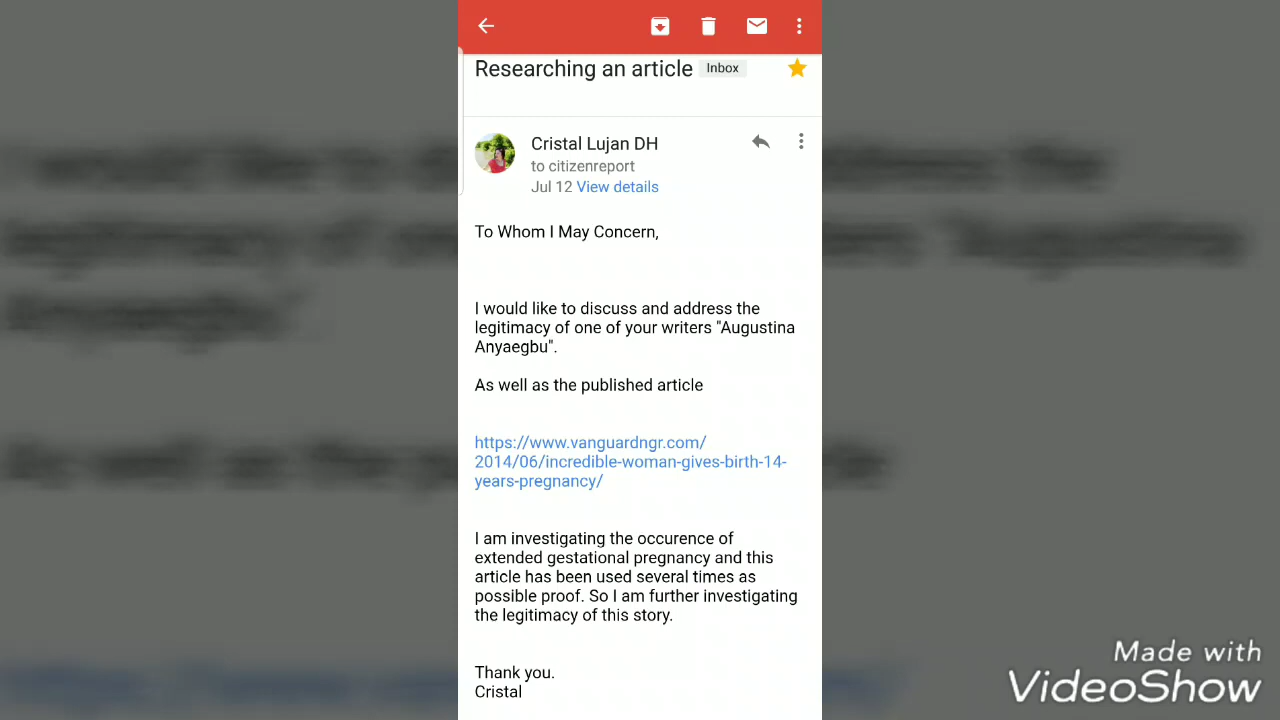 Researching an article Inbox
Cristal Lujan DH
to citizenreport
Jul 12 View details
To Whom I May Concern,
I would like to discuss and address the
legitimacy of one of your writers "Augustina
Anyaegbu".
As well as the published article
https://www.vanguardngr.com/
2014/06/incredible-woman-gives-birth-14-
years-pregnancy/
I am investigating the occurence of
extended gestational pregnancy and this
article has been used several times as
possible proof. So I am further investigating
the legitimacy of this story.
Thank you.
Cristal
Made with
VideoShow